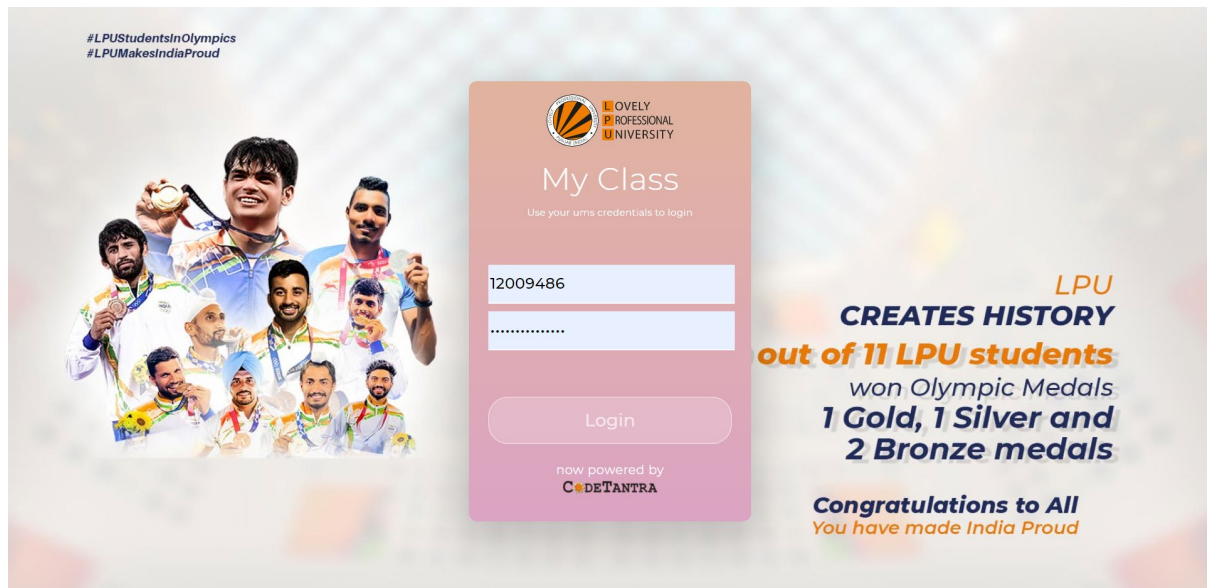 #LPUStudentsInOlympics
#LPUMakesIndiaProud
LOVELY
PROFESSIONAL
UNIVERSITY
My Class
Use your ums credentials to login
12009486
...............
Login
now powered by
CODETANTRA
LPU
CREATES HISTORY
out of 11 LPU students
won Olympic Medals
1 Gold, 1 Silver and
2 Bronze medals
Congratulations to All
You have made India Proud